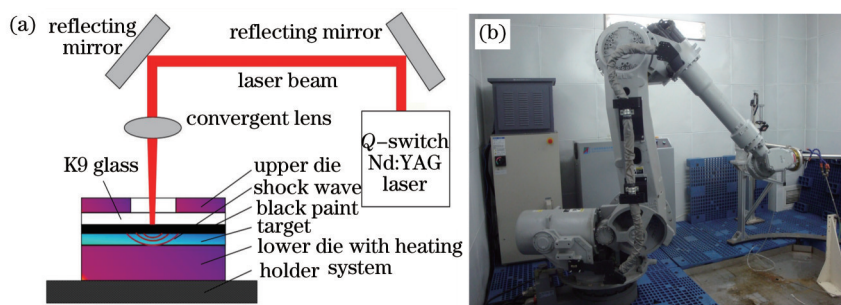 (a)
reflecting
mirror
reflecting mirror
laser beam
convergent lens
Q-switch
Nd:YAG
laser
K9 glass
upper die
shock wave
black paint
target
lower die with heating
system
holder
(b)